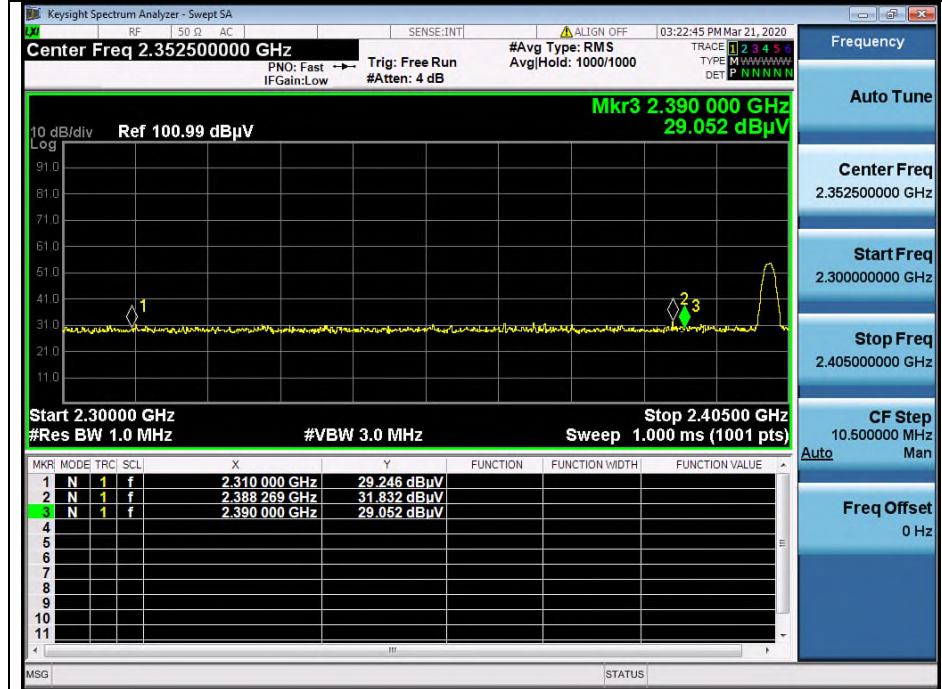 Keysight Spectrum Analyzer - Swept SA
LXI RF 50 Ω AC SENSE:INT ALIGN OFF 03:22:45 PM Mar 21, 2020
Center Freq 2.352500000 GHz
PNO: Fast
IFGain:Low
Trig: Free Run
#Atten: 4 dB
#Avg Type: RMS
Avg|Hold: 1000/1000
TRACE 1 2 3 4 5 6
TYPE M WWWWW
DET P N N N N N
Mkr3 2.390 000 GHz
29.052 dBµV
10 dB/div Ref 100.99 dBµV
Log
91.0
81.0
71.0
61.0
51.0
41.0
31.0
21.0
11.0
1
2
3
Start 2.30000 GHz Stop 2.40500 GHz
#Res BW 1.0 MHz #VBW 3.0 MHz Sweep 1.000 ms (1001 pts)
MKR MODE TRC SCL X Y FUNCTION FUNCTION WIDTH FUNCTION VALUE
1 N 1 f 2.310 000 GHz 29.246 dBµV
2 N 1 f 2.388 269 GHz 31.832 dBµV
3 N 1 f 2.390 000 GHz 29.052 dBµV
4
5
6
7
8
9
10
11
MSG STATUS
Frequency
Auto Tune
Center Freq
2.352500000 GHz
Start Freq
2.300000000 GHz
Stop Freq
2.405000000 GHz
CF Step
10.500000 MHz
Auto Man
Freq Offset
0 Hz